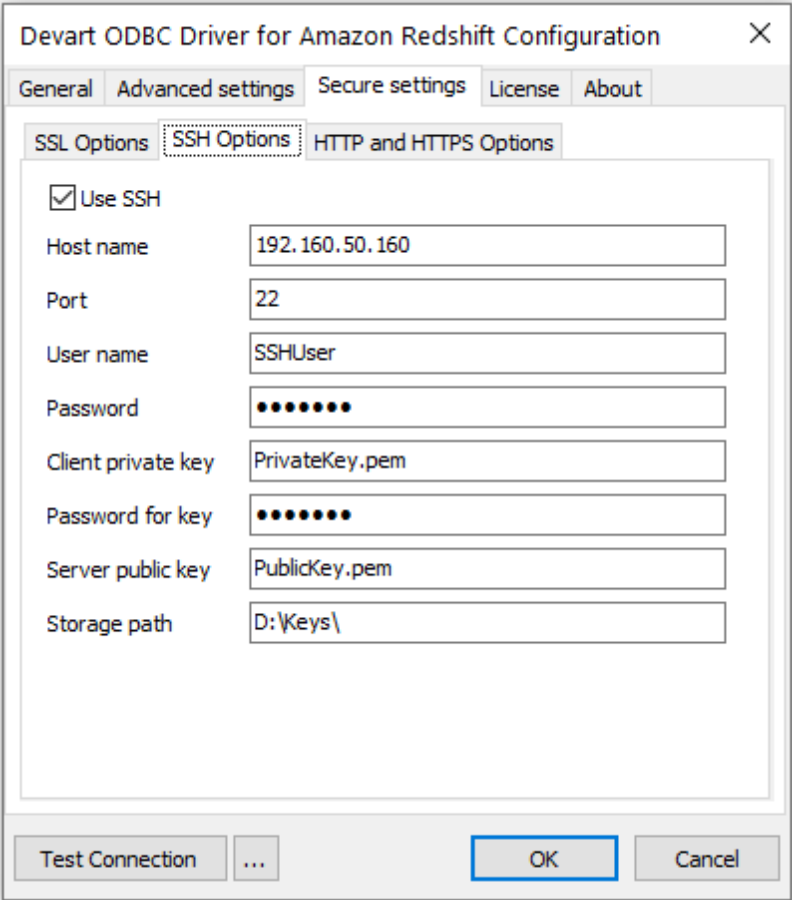 Devart ODBC Driver for Amazon Redshift Configuration
General Advanced settings Secure settings License About
SSL Options SSH Options HTTP and HTTPS Options
Use SSH
Host name 192.160.50.160
Port 22
User name SSHUser
Password •••••••
Client private key PrivateKey.pem
Password for key •••••••
Server public key PublicKey.pem
Storage path D:\Keys\
Test Connection ... OK Cancel